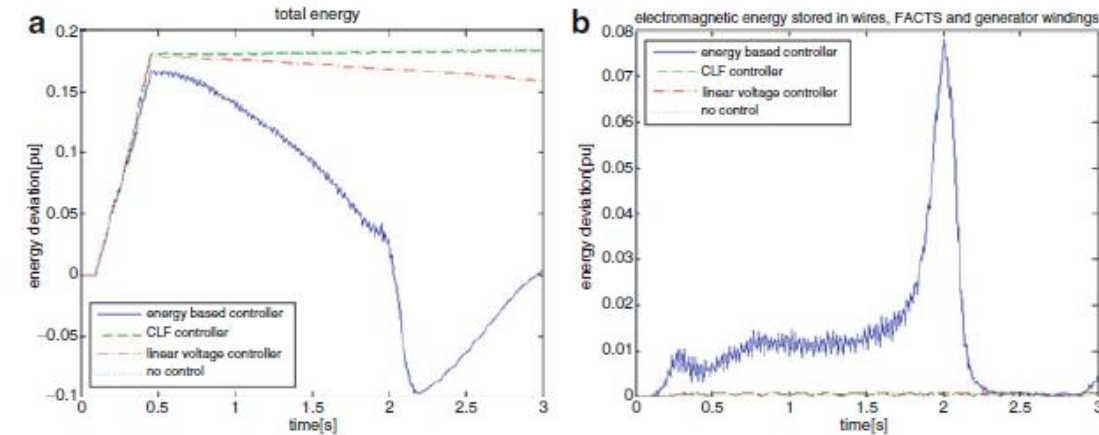 a
total energy
energy deviation[pu]
0.2
0.15
0.1
0.05
0
−0.05
−0.1
energy based controller
CLF controller
linear voltage controller
no control
0
0.5
1
1.5
2
2.5
3
time[s]
b
electromagnetic energy stored in wires, FACTS and generator windings
energy deviation[pu]
0.08
0.07
0.06
0.05
0.04
0.03
0.02
0.01
0
energy based controller
CLF controller
linear voltage controller
no control
0
0.5
1
1.5
2
2.5
3
time[s]